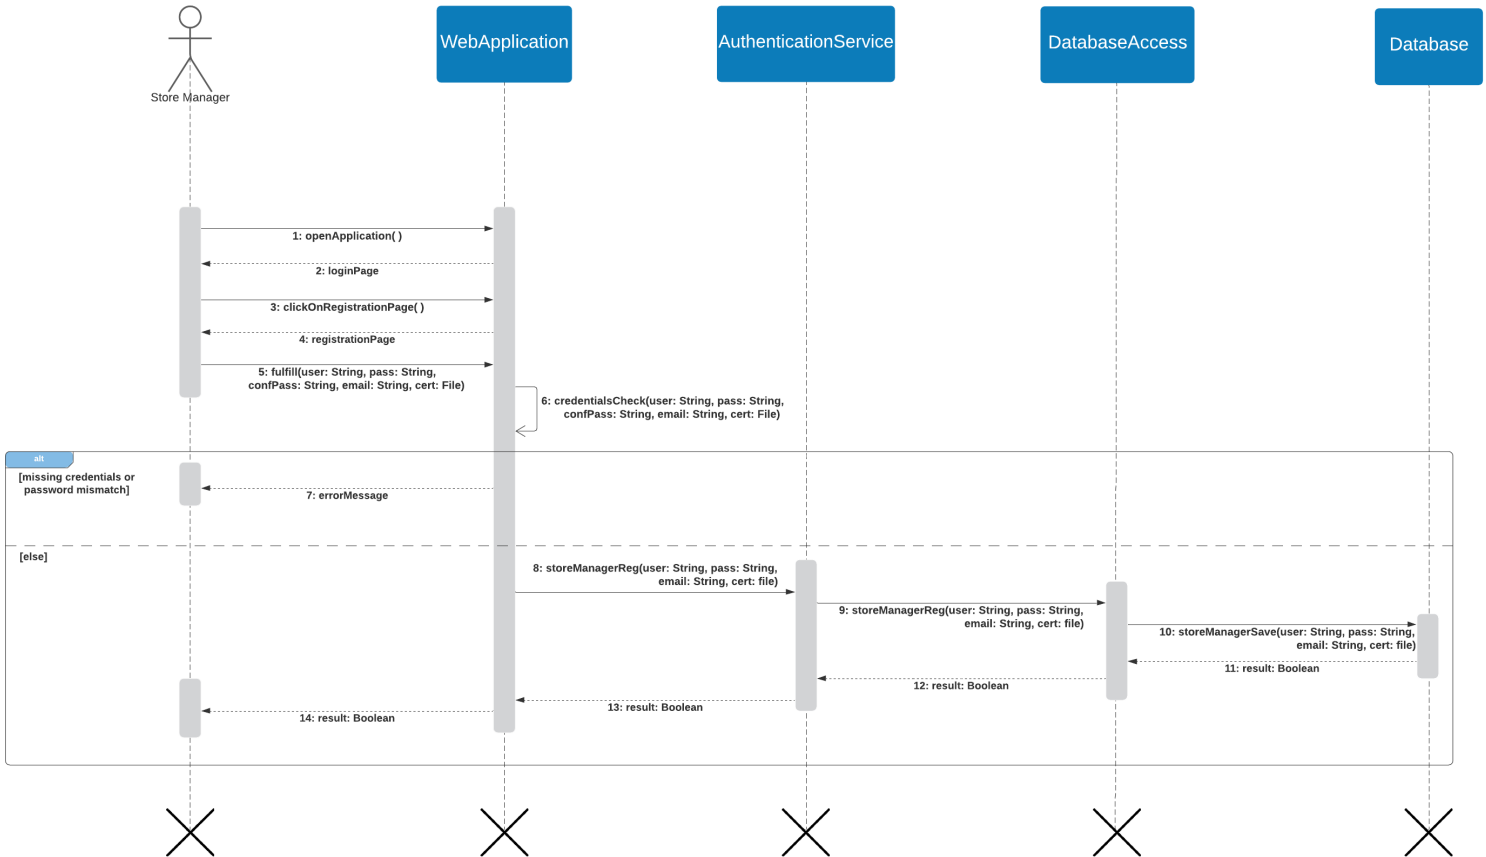 WebApplication
AuthenticationService
DatabaseAccess
Database
Store Manager
1: openApplication( )
2: loginPage
3: clickOnRegistrationPage( )
4: registrationPage
5: fulfill(user: String, pass: String,
confPass: String, email: String, cert: File)
6: credentialsCheck(user: String, pass: String,
confPass: String, email: String, cert: File)
alt
[missing credentials or
password mismatch]
7: errorMessage
[else]
8: storeManagerReg(user: String, pass: String,
email: String, cert: file)
9: storeManagerReg(user: String, pass: String,
email: String, cert: file)
10: storeManagerSave(user: String, pass: String,
email: String, cert: file)
11: result: Boolean
12: result: Boolean
13: result: Boolean
14: result: Boolean